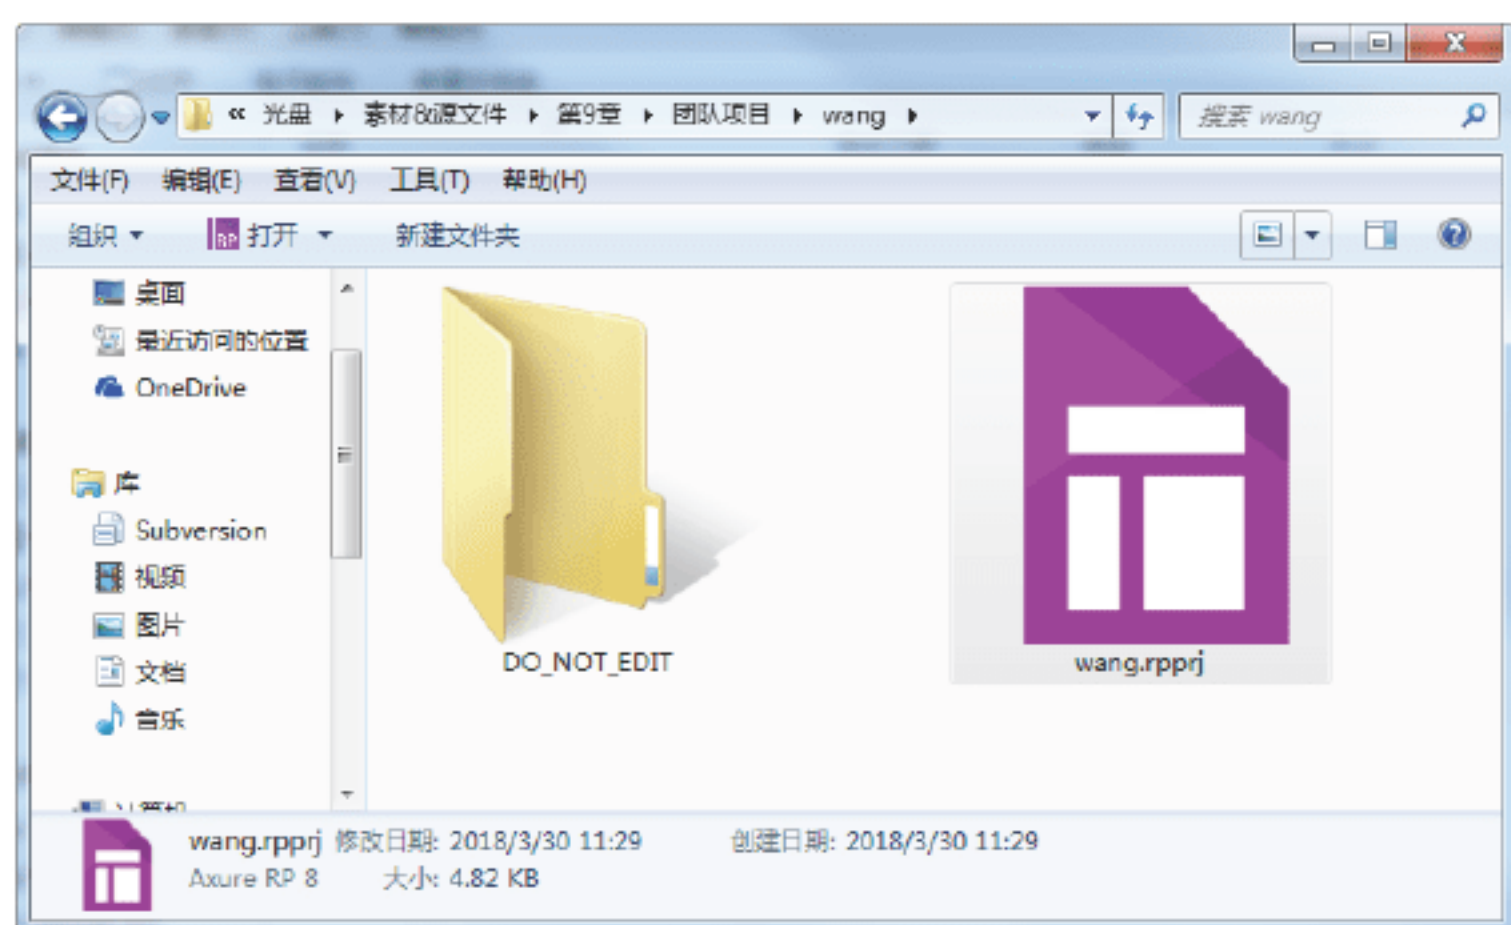 « 光盘 ▸ 素材&源文件 ▸ 第9章 ▸ 团队项目 ▸ wang ▸
搜索 wang
文件(F) 编辑(E) 查看(V) 工具(T) 帮助(H)
组织 打开 新建文件夹
桌面
最近访问的位置
OneDrive
库
Subversion
视频
图片
文档
音乐
DO_NOT_EDIT
wang.rpprj
wang.rpprj 修改日期: 2018/3/30 11:29 创建日期: 2018/3/30 11:29
Axure RP 8 大小: 4.82 KB